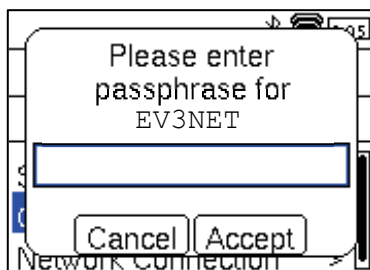 Please enter
passphrase for
EV3NET
Cancel Accept
Network Connection >